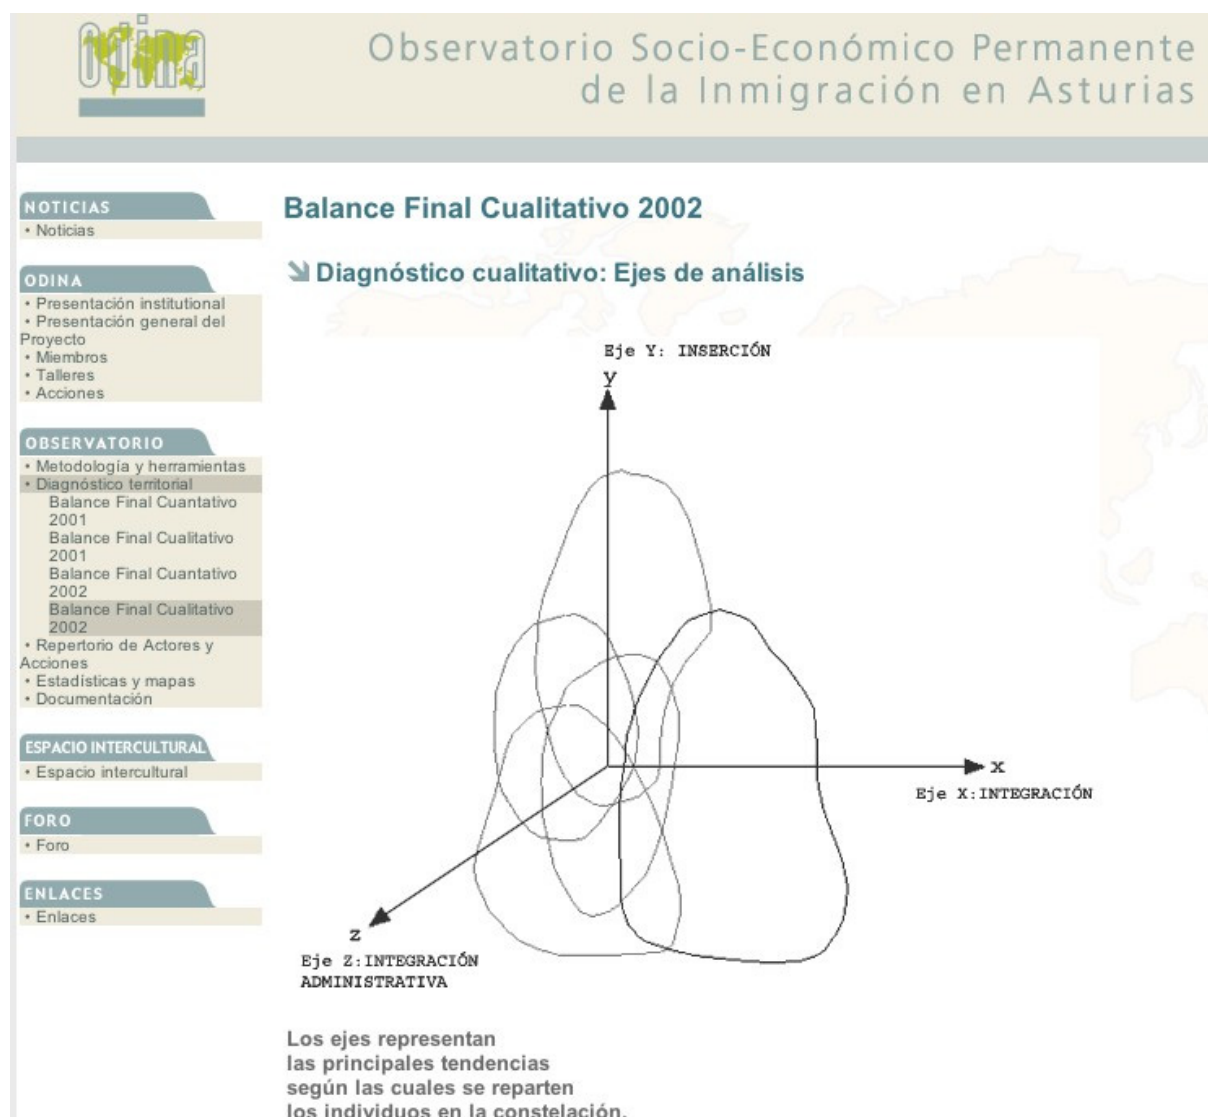 odina
Observatorio Socio-Económico Permanente
de la Inmigración en Asturias
NOTICIAS
• Noticias
ODINA
• Presentación institutional
• Presentación general del
Proyecto
• Miembros
• Talleres
• Acciones
OBSERVATORIO
• Metodología y herramientas
• Diagnóstico territorial
Balance Final Cuantativo
2001
Balance Final Cualitativo
2001
Balance Final Cuantativo
2002
Balance Final Cualitativo
2002
• Repertorio de Actores y
Acciones
• Estadísticas y mapas
• Documentación
ESPACIO INTERCULTURAL
• Espacio intercultural
FORO
• Foro
ENLACES
• Enlaces
Balance Final Cualitativo 2002
Diagnóstico cualitativo: Ejes de análisis
Eje Y: INSERCIÓN
y
x
Eje X:INTEGRACIÓN
z
Eje Z:INTEGRACIÓN
ADMINISTRATIVA
Los ejes representan
las principales tendencias
según las cuales se reparten
los individuos en la constelación.